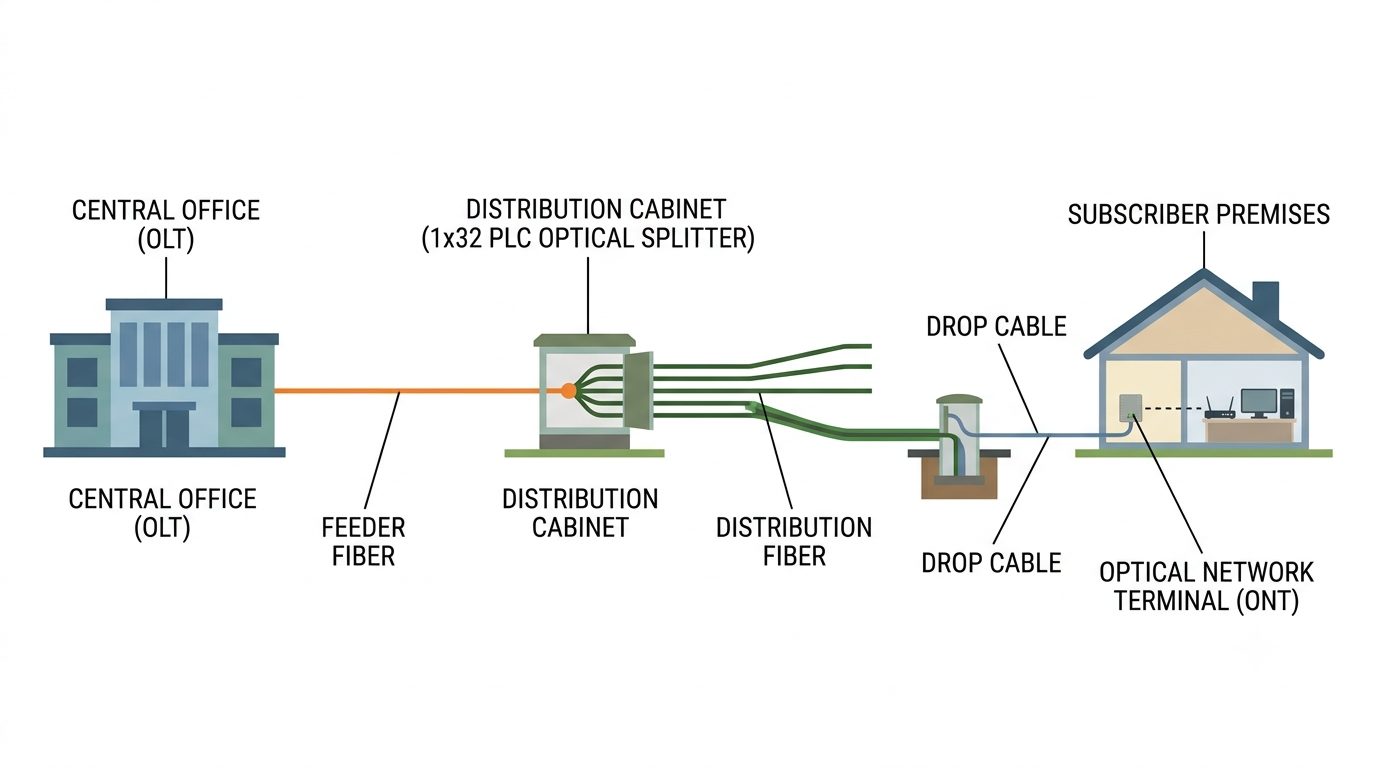 CENTRAL OFFICE
(OLT)
DISTRIBUTION CABINET
(1x32 PLC OPTICAL SPLITTER)
SUBSCRIBER PREMISES
DROP CABLE
CENTRAL OFFICE
(OLT)
FEEDER
FIBER
DISTRIBUTION
CABINET
DISTRIBUTION
FIBER
DROP CABLE
OPTICAL NETWORK
TERMINAL (ONT)